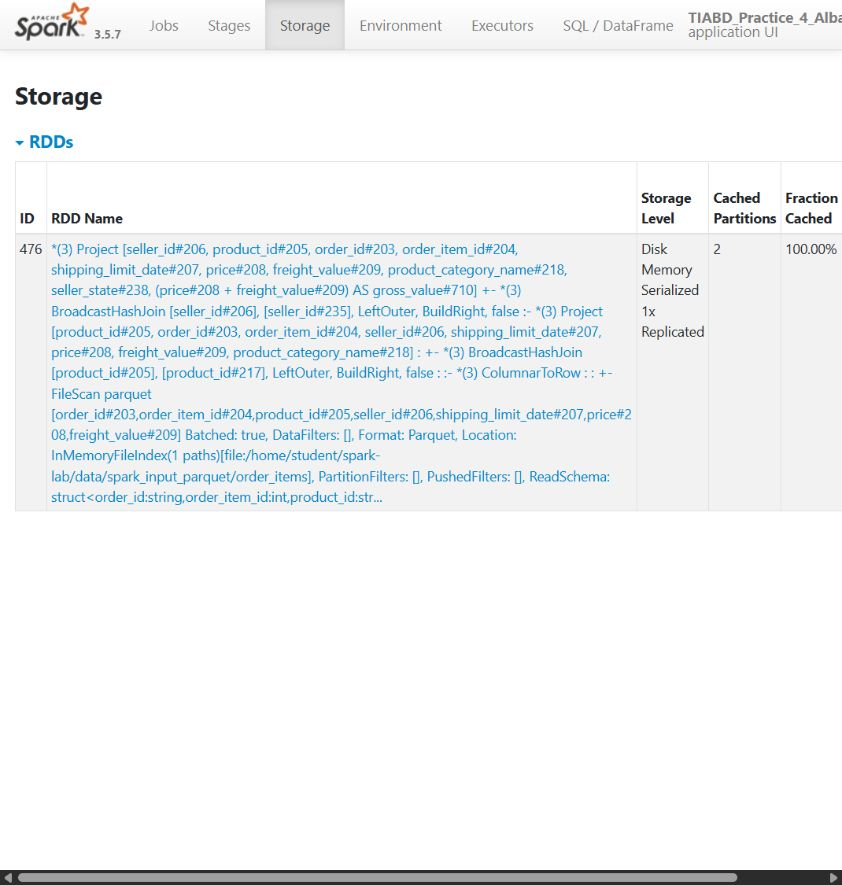 APACHE
Spark 3.5.7
Jobs
Stages
Storage
Environment
Executors
SQL / DataFrame
TIABD_Practice_4_Alba
application UI
Storage
RDDs
ID
RDD Name
Storage
Level
Cached
Partitions
Fraction
Cached
476
*(3) Project [seller_id#206, product_id#205, order_id#203, order_item_id#204,
shipping_limit_date#207, price#208, freight_value#209, product_category_name#218,
seller_state#238, (price#208 + freight_value#209) AS gross_value#710] +- *(3)
BroadcastHashJoin [seller_id#206], [seller_id#235], LeftOuter, BuildRight, false :- *(3) Project
[product_id#205, order_id#203, order_item_id#204, seller_id#206, shipping_limit_date#207,
price#208, freight_value#209, product_category_name#218] : +- *(3) BroadcastHashJoin
[product_id#205], [product_id#217], LeftOuter, BuildRight, false : :- *(3) ColumnarToRow : : +-
FileScan parquet
[order_id#203,order_item_id#204,product_id#205,seller_id#206,shipping_limit_date#207,price#2
08,freight_value#209] Batched: true, DataFilters: [], Format: Parquet, Location:
InMemoryFileIndex(1 paths)[file:/home/student/spark-
lab/data/spark_input_parquet/order_items], PartitionFilters: [], PushedFilters: [], ReadSchema:
struct<order_id:string,order_item_id:int,product_id:str...
Disk
Memory
Serialized
1x
Replicated
2
100.00%